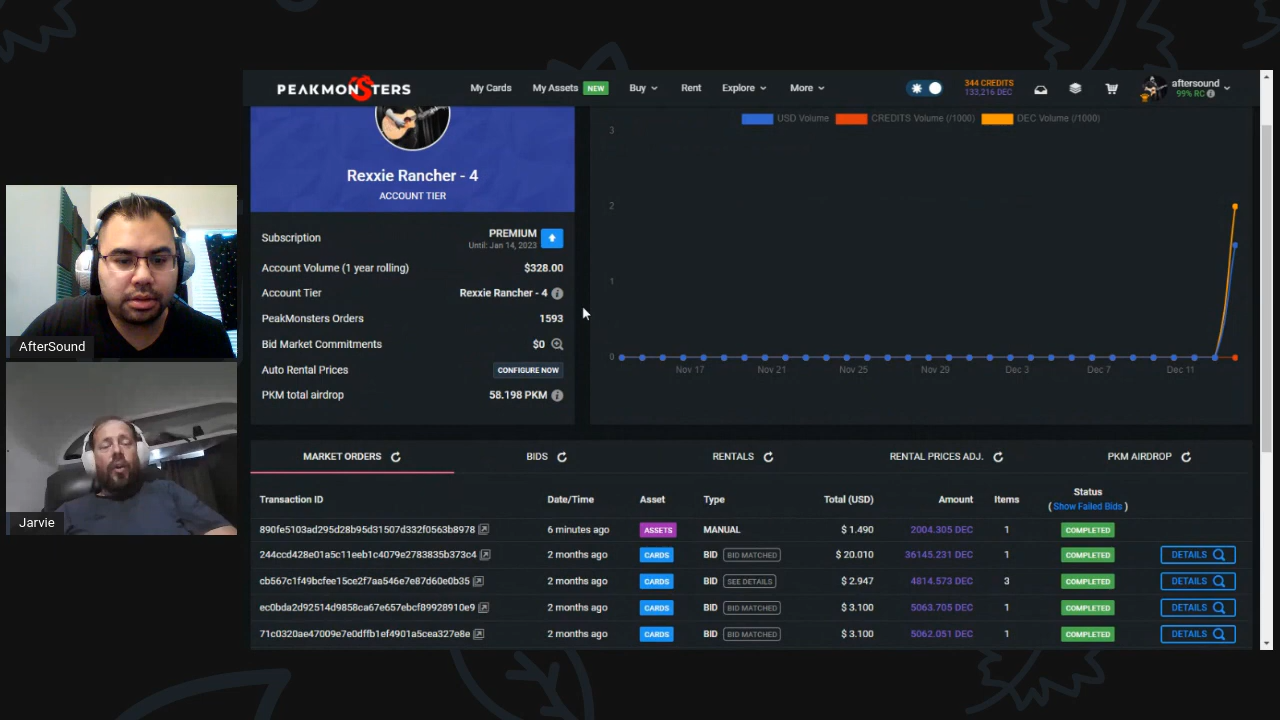 PEAKMONSTERS My Cards My Assets NEW Buy Rent Explore More 344 CREDITS 133,216 DEC aftersound 99% RC
Rexxie Rancher - 4
ACCOUNT TIER
Subscription PREMIUM
Until: Jan 14, 2023
Account Volume (1 year rolling) $328.00
Account Tier Rexxie Rancher - 4
PeakMonsters Orders 1593
Bid Market Commitments $0
Auto Rental Prices CONFIGURE NOW
PKM total airdrop 58.198 PKM
USD Volume CREDITS Volume (/1000) DEC Volume (/1000)
3
2
1
0
Nov 17 Nov 21 Nov 25 Nov 29 Dec 3 Dec 7 Dec 11
AfterSound
Jarvie
MARKET ORDERS BIDS RENTALS RENTAL PRICES ADJ. PKM AIRDROP
Transaction ID Date/Time Asset Type Total (USD) Amount Items Status
( Show Failed Bids )
890fe5103ad295d28b95d31507d332f0563b8978 6 minutes ago ASSETS MANUAL $ 1.490 2004.305 DEC 1 COMPLETED
244ccd428e01a5c11eeb1c4079e2783835b373c4 2 months ago CARDS BID BID MATCHED $ 20.010 36145.231 DEC 1 COMPLETED DETAILS
cb567c1f49bcfee15ce2f7aa546e7e87d60e0b35 2 months ago CARDS BID SEE DETAILS $ 2.947 4814.573 DEC 3 COMPLETED DETAILS
ec0bda2d92514d9858ca67e657ebcf89928910e9 2 months ago CARDS BID BID MATCHED $ 3.100 5063.705 DEC 1 COMPLETED DETAILS
71c0320ae47009e7e0dffb1ef4901a5cea327e8e 2 months ago CARDS BID BID MATCHED $ 3.100 5062.051 DEC 1 COMPLETED DETAILS